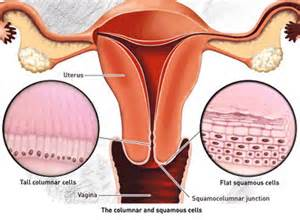 Uterus
Tall columnar cells
Flat squamous cells
Vagina
Squamocolumnar junction
The columnar and squamous cells